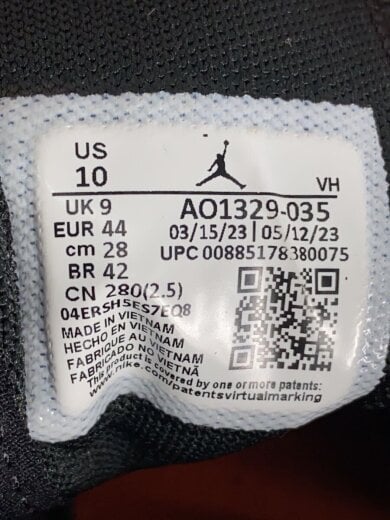 US
10
VH
UK 9
AO1329-035
EUR 44
03/15/23 | 05/12/23
cm 28
UPC 00885178380075
BR 42
CN 280(2.5)
04ERSH5ES7EQ8
MADE IN VIETNAM
HECHO EN VIETNAM
FABRIQUE AU VIETNAM
FABRICADO NO VIETNÃ
This product is covered by one or more patents:
www.nike.com/patentsvirtualmarking